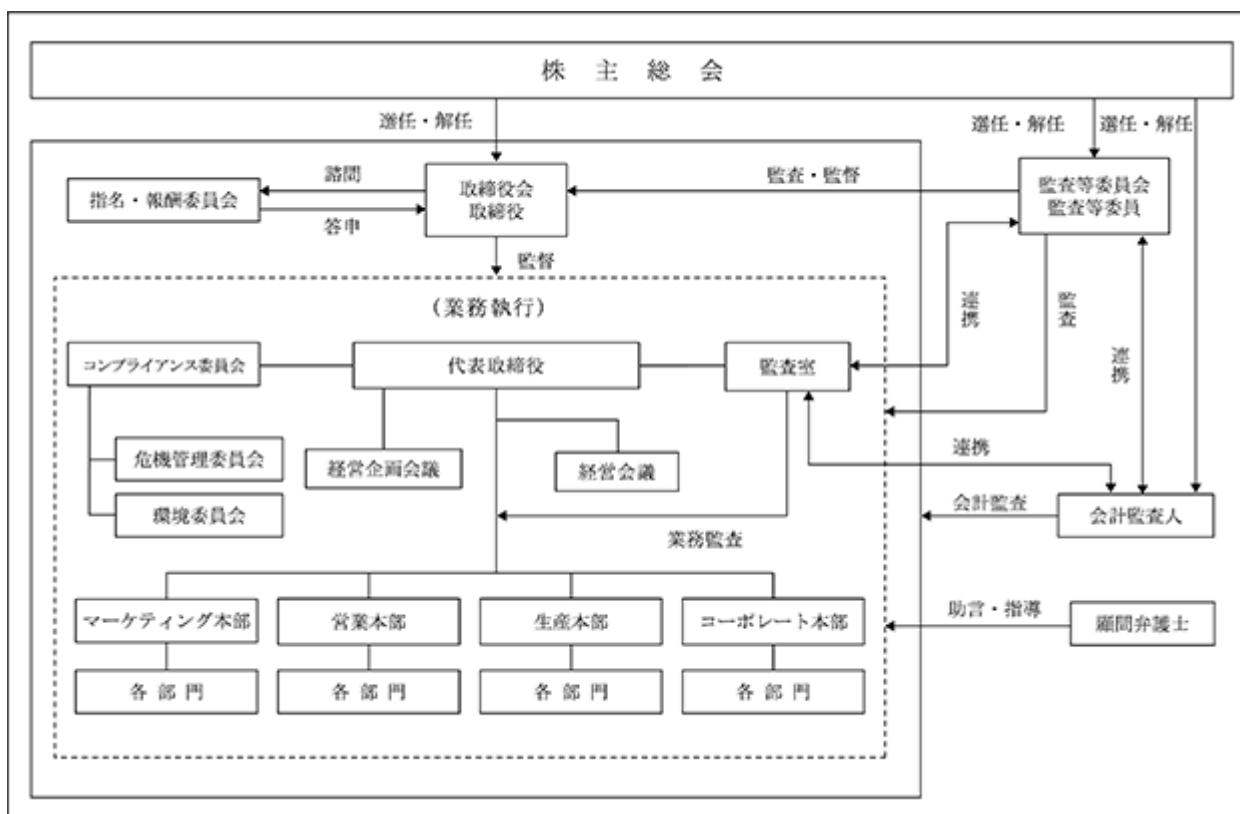 株主総会
選任・解任
選任・解任
選任・解任
指名・報酬委員会
諮問
答申
取締役会
取締役
監査・監督
監査等委員会
監査等委員
監督
(業務執行)
連携
監査
連携
コンプライアンス委員会
代表取締役
監査室
危機管理委員会
環境委員会
経営企画会議
経営会議
連携
業務監査
会計監査
会計監査人
マーケティング本部
営業本部
生産本部
コーポレート本部
助言・指導
顧問弁護士
各部門
各部門
各部門
各部門